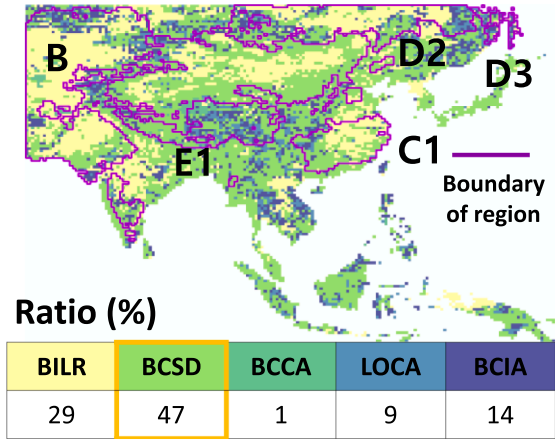 B
D2
D3
E1
C1
Boundary
of region
Ratio (%)
BILR BCSD BCCA LOCA BCIA
29 47 1 9 14